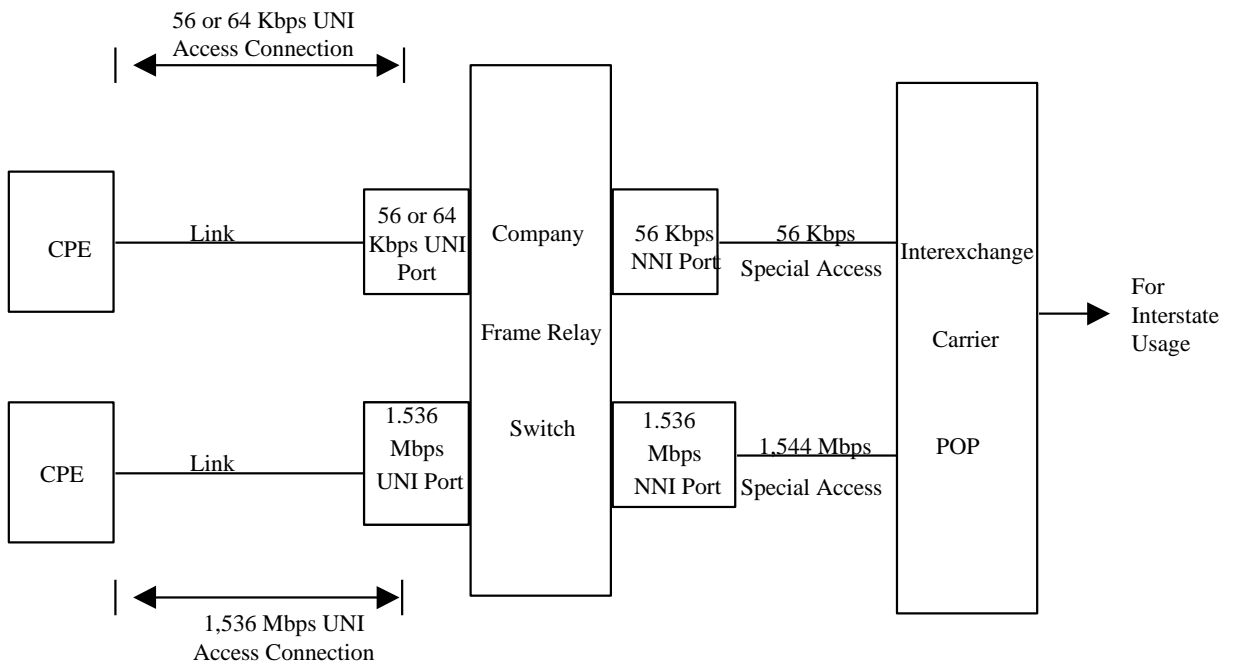 56 or 64 Kbps UNI
Access Connection
CPE
Link
56 or 64
Kbps UNI
Port
Company
Frame Relay
Switch
56 Kbps
NNI Port
56 Kbps
Special Access
Interexchange
Carrier
POP
For
Interstate
Usage
CPE
Link
1.536
Mbps
UNI Port
1.536
Mbps
NNI Port
1,544 Mbps
Special Access
1,536 Mbps UNI
Access Connection